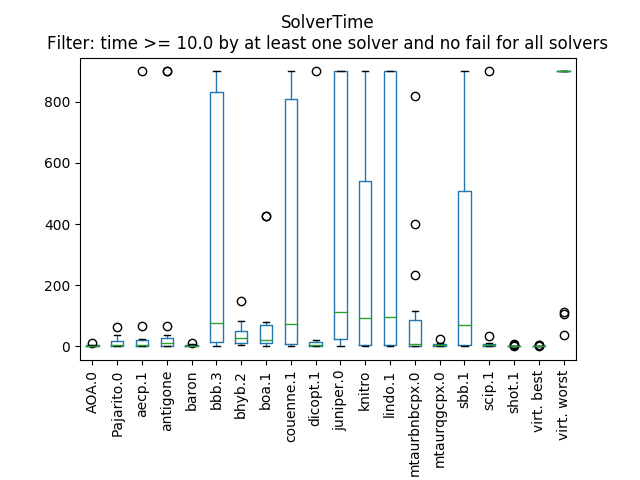 SolverTime
Filter: time >= 10.0 by at least one solver and no fail for all solvers
800
600
400
200
0
AOA.0
Pajarito.0
aecp.1
antigone
baron
bbb.3
bhyb.2
boa.1
couenne.1
dicopt.1
juniper.0
knitro
lindo.1
mtaurbnbcpx.0
mtaurqgcpx.0
sbb.1
scip.1
shot.1
virt. best
virt. worst